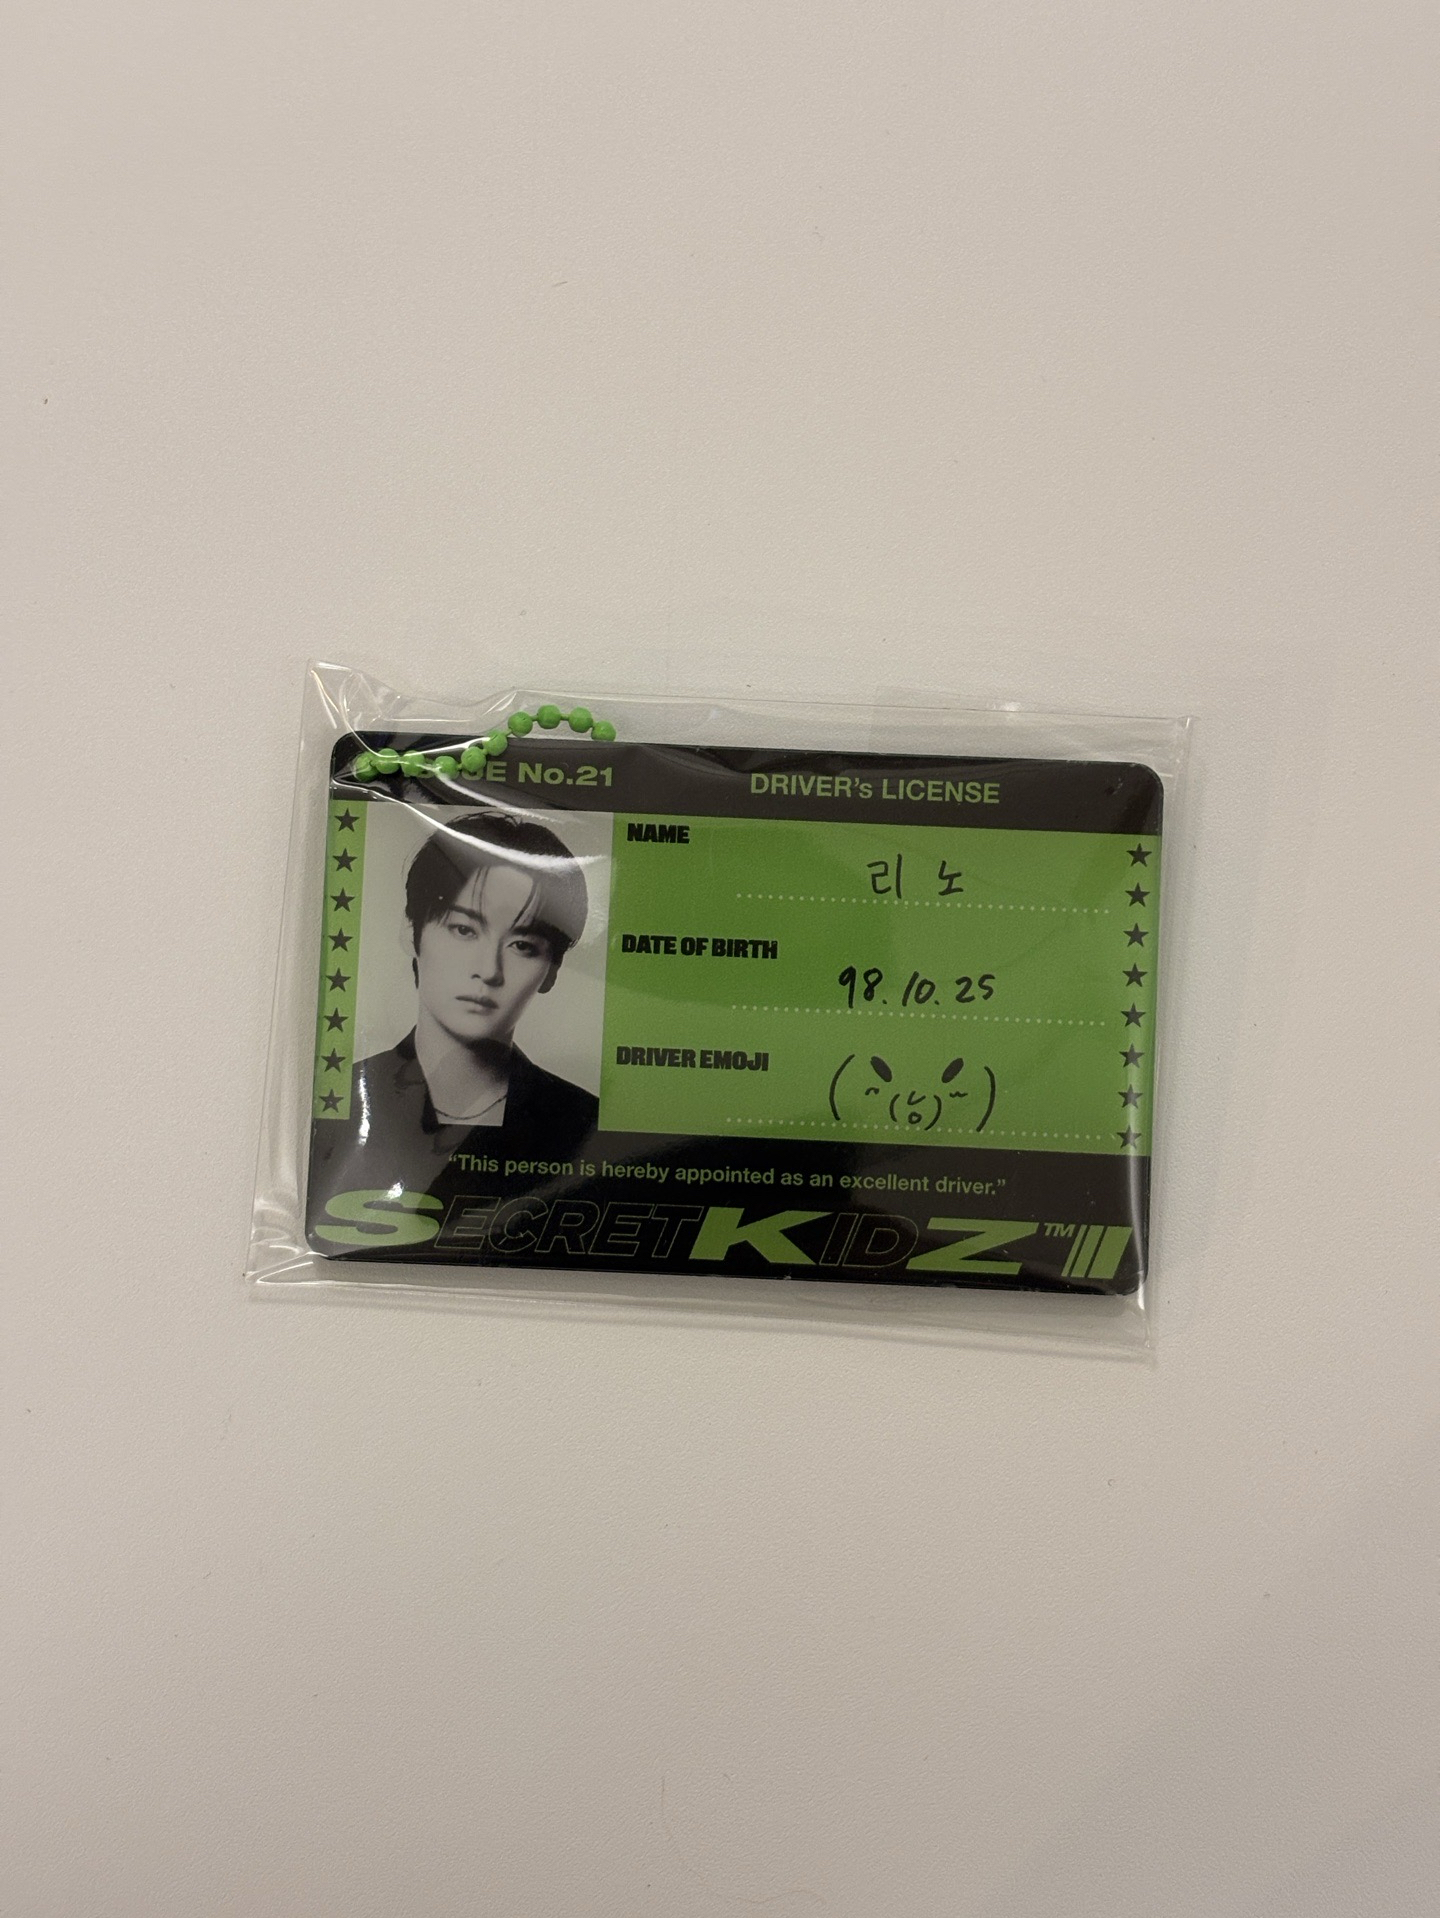 No.21
DRIVER's LICENSE
NAME
리노
DATE OF BIRTH
98.10.25
DRIVER EMOJI
“This person is hereby appointed as an excellent driver.”
SECRETKIDZ™